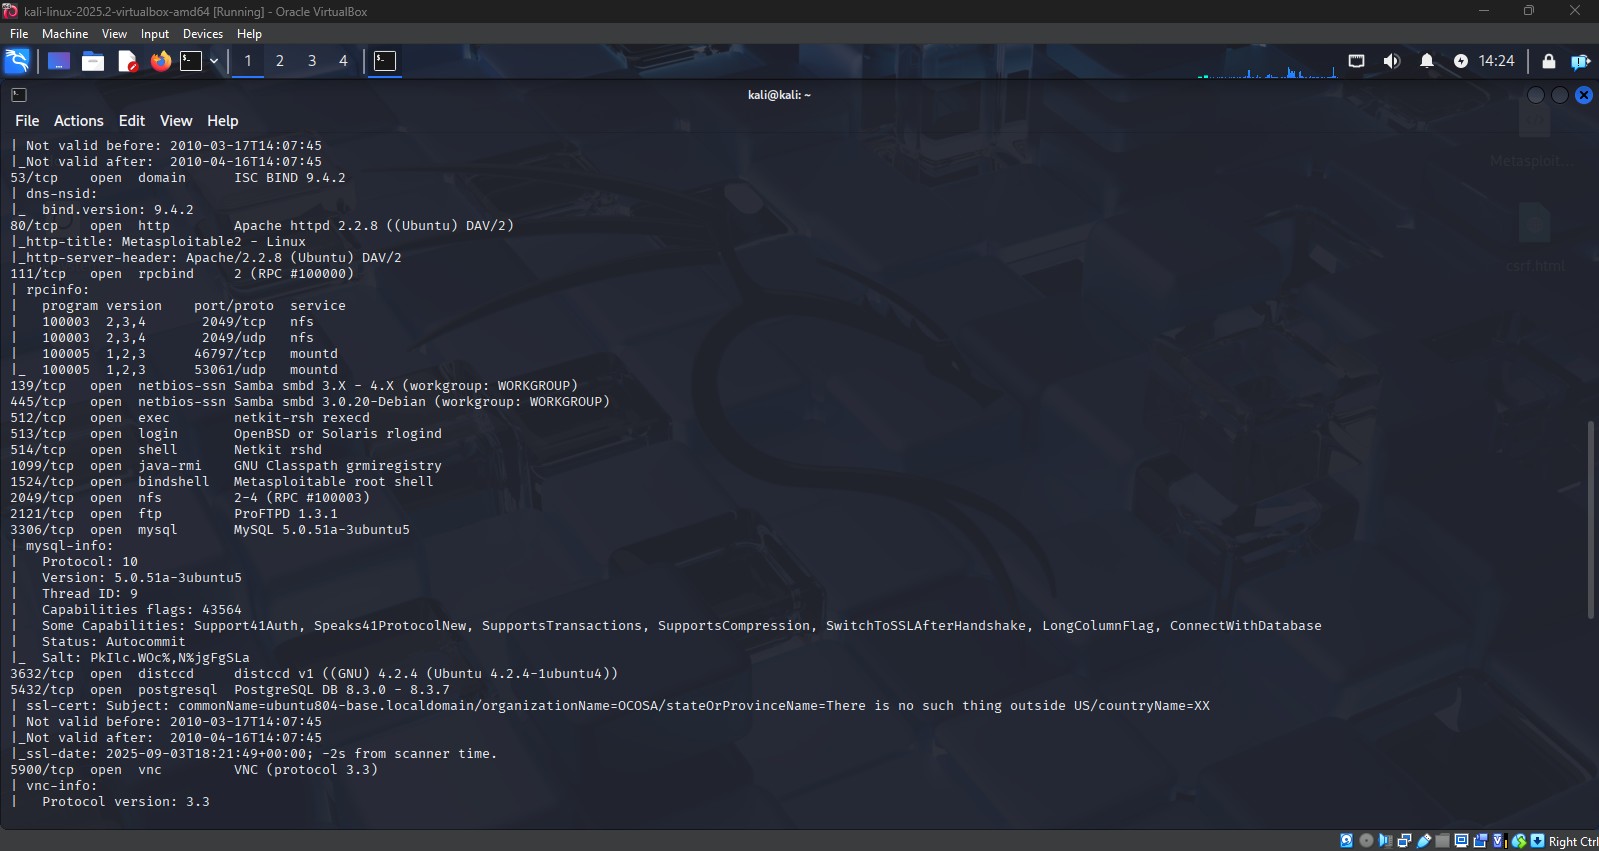 kali-linux-2025.2-virtualbox-amd64 [Running] - Oracle VirtualBox
File Machine View Input Devices Help
1 2 3 4 14:24
kali@kali: ~
File Actions Edit View Help
| Not valid before: 2010-03-17T14:07:45
|_Not valid after:  2010-04-16T14:07:45
53/tcp    open  domain      ISC BIND 9.4.2
| dns-nsid:
|_  bind.version: 9.4.2
80/tcp    open  http        Apache httpd 2.2.8 ((Ubuntu) DAV/2)
|_http-title: Metasploitable2 - Linux
|_http-server-header: Apache/2.2.8 (Ubuntu) DAV/2
111/tcp   open  rpcbind     2 (RPC #100000)
| rpcinfo:
|   program version    port/proto  service
|   100003  2,3,4       2049/tcp   nfs
|   100003  2,3,4       2049/udp   nfs
|   100005  1,2,3      46797/tcp   mountd
|_  100005  1,2,3      53061/udp   mountd
139/tcp   open  netbios-ssn Samba smbd 3.X - 4.X (workgroup: WORKGROUP)
445/tcp   open  netbios-ssn Samba smbd 3.0.20-Debian (workgroup: WORKGROUP)
512/tcp   open  exec        netkit-rsh rexecd
513/tcp   open  login       OpenBSD or Solaris rlogind
514/tcp   open  shell       Netkit rshd
1099/tcp  open  java-rmi    GNU Classpath grmiregistry
1524/tcp  open  bindshell   Metasploitable root shell
2049/tcp  open  nfs         2-4 (RPC #100003)
2121/tcp  open  ftp         ProFTPD 1.3.1
3306/tcp  open  mysql       MySQL 5.0.51a-3ubuntu5
| mysql-info:
|   Protocol: 10
|   Version: 5.0.51a-3ubuntu5
|   Thread ID: 9
|   Capabilities flags: 43564
|   Some Capabilities: Support41Auth, Speaks41ProtocolNew, SupportsTransactions, SupportsCompression, SwitchToSSLAfterHandshake, LongColumnFlag, ConnectWithDatabase
|   Status: Autocommit
|_  Salt: PkIlc.WOc%,N%jgFgSLa
3632/tcp  open  distccd     distccd v1 ((GNU) 4.2.4 (Ubuntu 4.2.4-1ubuntu4))
5432/tcp  open  postgresql  PostgreSQL DB 8.3.0 - 8.3.7
| ssl-cert: Subject: commonName=ubuntu804-base.localdomain/organizationName=OCOSA/stateOrProvinceName=There is no such thing outside US/countryName=XX
| Not valid before: 2010-03-17T14:07:45
|_Not valid after:  2010-04-16T14:07:45
|_ssl-date: 2025-09-03T18:21:49+00:00; -2s from scanner time.
5900/tcp  open  vnc         VNC (protocol 3.3)
| vnc-info:
|   Protocol version: 3.3
Metasploit...
csrf.html
Right Ctrl